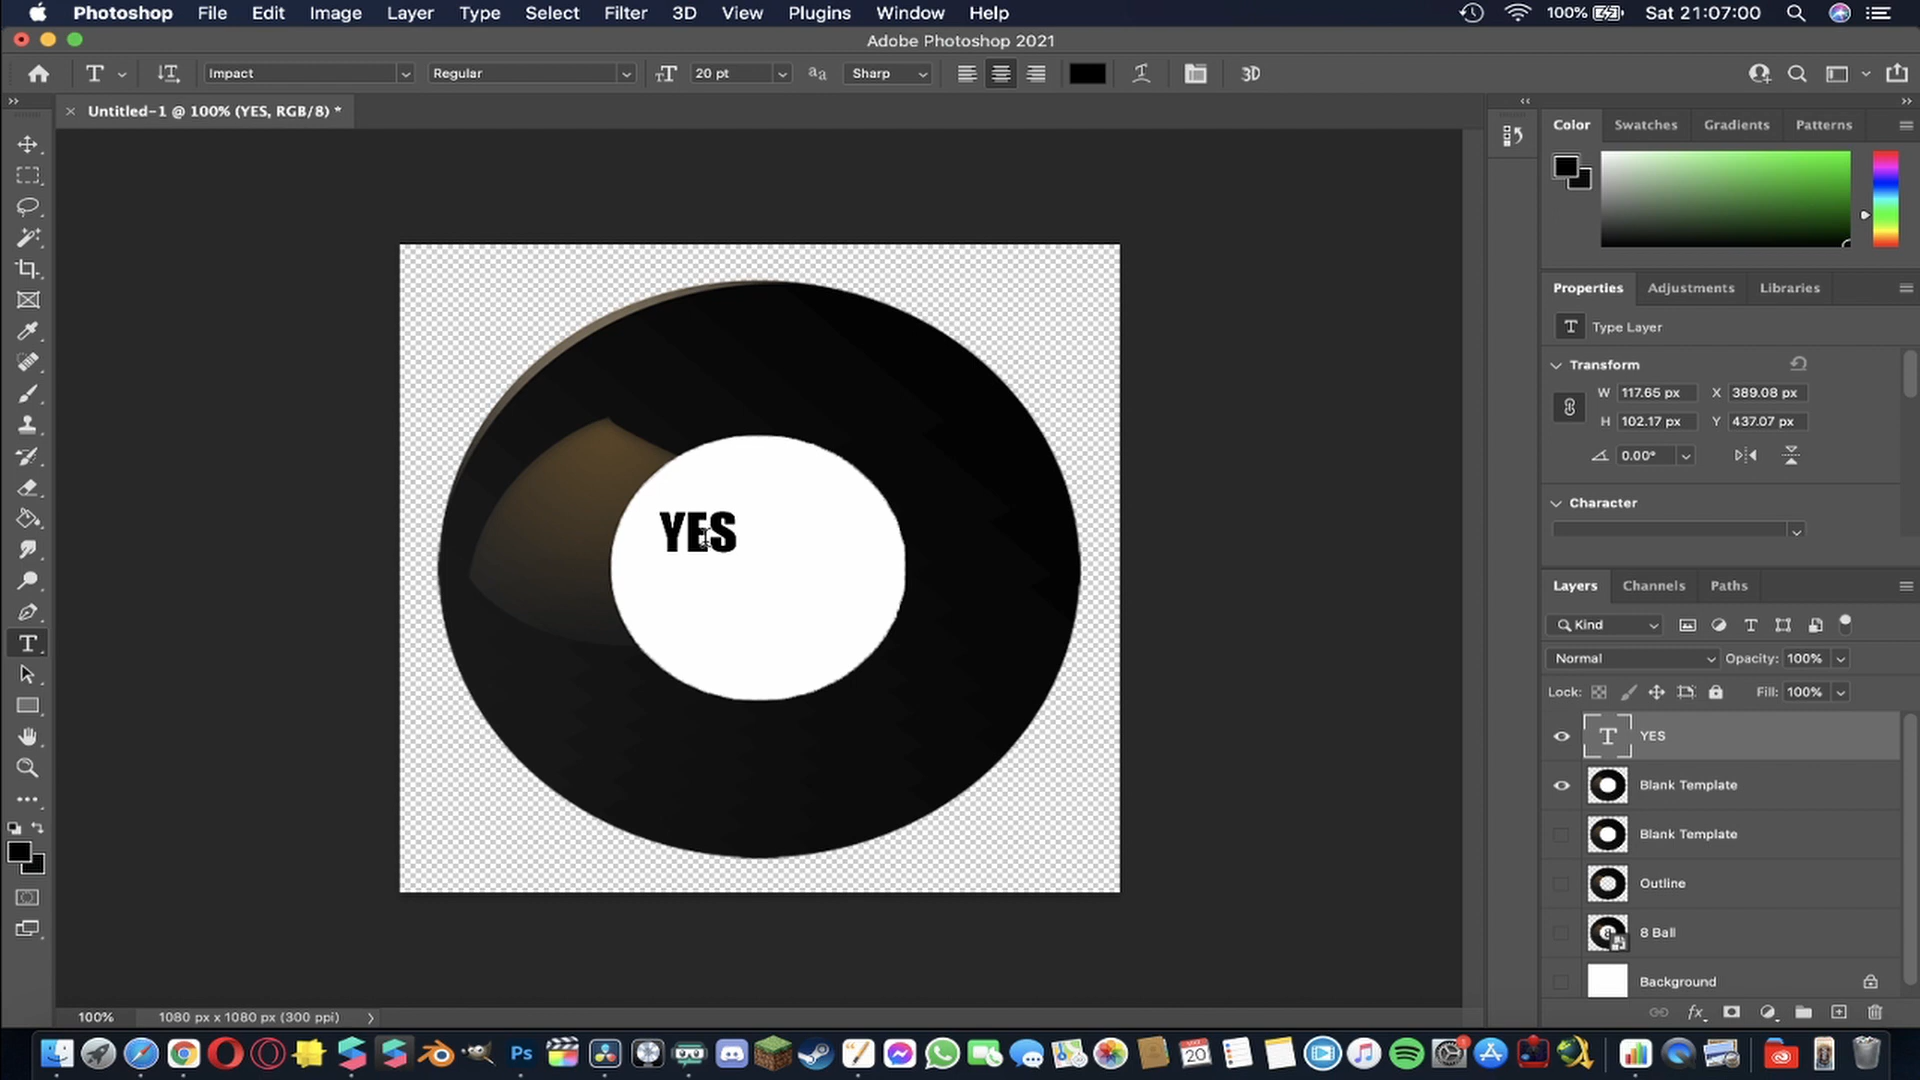 Photoshop File Edit Image Layer Type Select Filter 3D View Plugins Window Help 100% Sat 21:07:00
Adobe Photoshop 2021
Impact Regular 20 pt Sharp 3D
Untitled-1 @ 100% (YES, RGB/8) *
Color Swatches Gradients Patterns
Properties Adjustments Libraries
Type Layer
Transform
W 117.65 px X 389.08 px
H 102.17 px Y 437.07 px
0.00°
Character
YES
Layers Channels Paths
Kind
Normal Opacity: 100%
Lock: Fill: 100%
YES
Blank Template
Blank Template
Outline
8 Ball
Background
100% 1080 px x 1080 px (300 ppi)
Ps
20